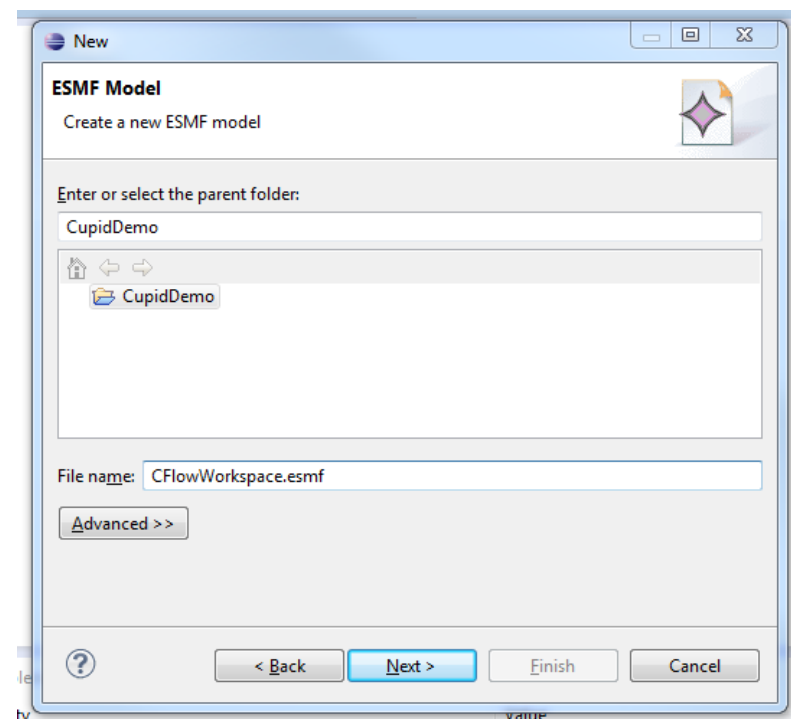 New
ESMF Model
Create a new ESMF model
Enter or select the parent folder:
CupidDemo
CupidDemo
File name: CFlowWorkspace.esmf
Advanced >>
< Back Next > Finish Cancel
Value